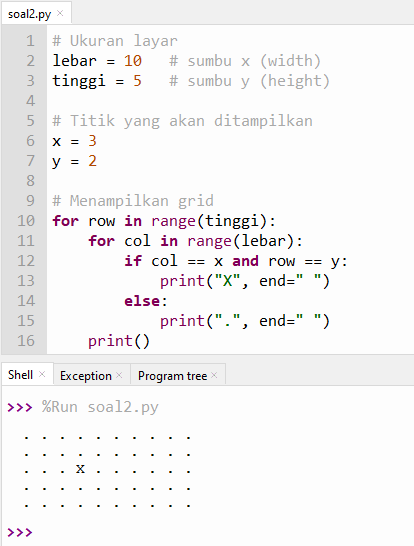 soal2.py ×
1 # Ukuran layar
2 lebar = 10   # sumbu x (width)
3 tinggi = 5   # sumbu y (height)
4
5 # Titik yang akan ditampilkan
6 x = 3
7 y = 2
8
9 # Menampilkan grid
10 for row in range(tinggi):
11     for col in range(lebar):
12         if col == x and row == y:
13             print("X", end=" ")
14         else:
15             print(".", end=" ")
16     print()
Shell × Exception × Program tree ×
>>> %Run soal2.py
. . . . . . . . . .
. . . . . . . . . .
. . . x . . . . . .
. . . . . . . . . .
. . . . . . . . . .
>>>